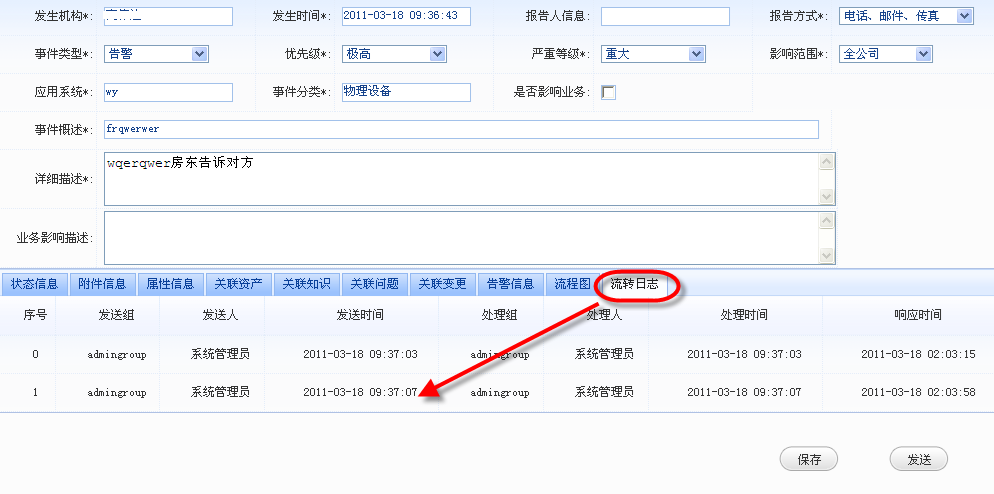 发生机构*: 发生时间*: 2011-03-18 09:36:43 报告人信息: 报告方式*: 电话、邮件、传真
事件类型*: 告警 优先级*: 极高 严重等级*: 重大 影响范围*: 全公司
应用系统*: wy 事件分类*: 物理设备 是否影响业务:
事件概述*: frqwerwer
详细描述*: wqerqwer房东告诉对方
业务影响描述:
状态信息 附件信息 属性信息 关联资产 关联知识 关联问题 关联变更 告警信息 流程图 流转日志
序号 发送组 发送人 发送时间 处理组 处理人 处理时间 响应时间
0 admingroup 系统管理员 2011-03-18 09:37:03 admingroup 系统管理员 2011-03-18 09:37:03 2011-03-18 02:03:15
1 admingroup 系统管理员 2011-03-18 09:37:07 admingroup 系统管理员 2011-03-18 09:37:07 2011-03-18 02:03:58
保存 发送